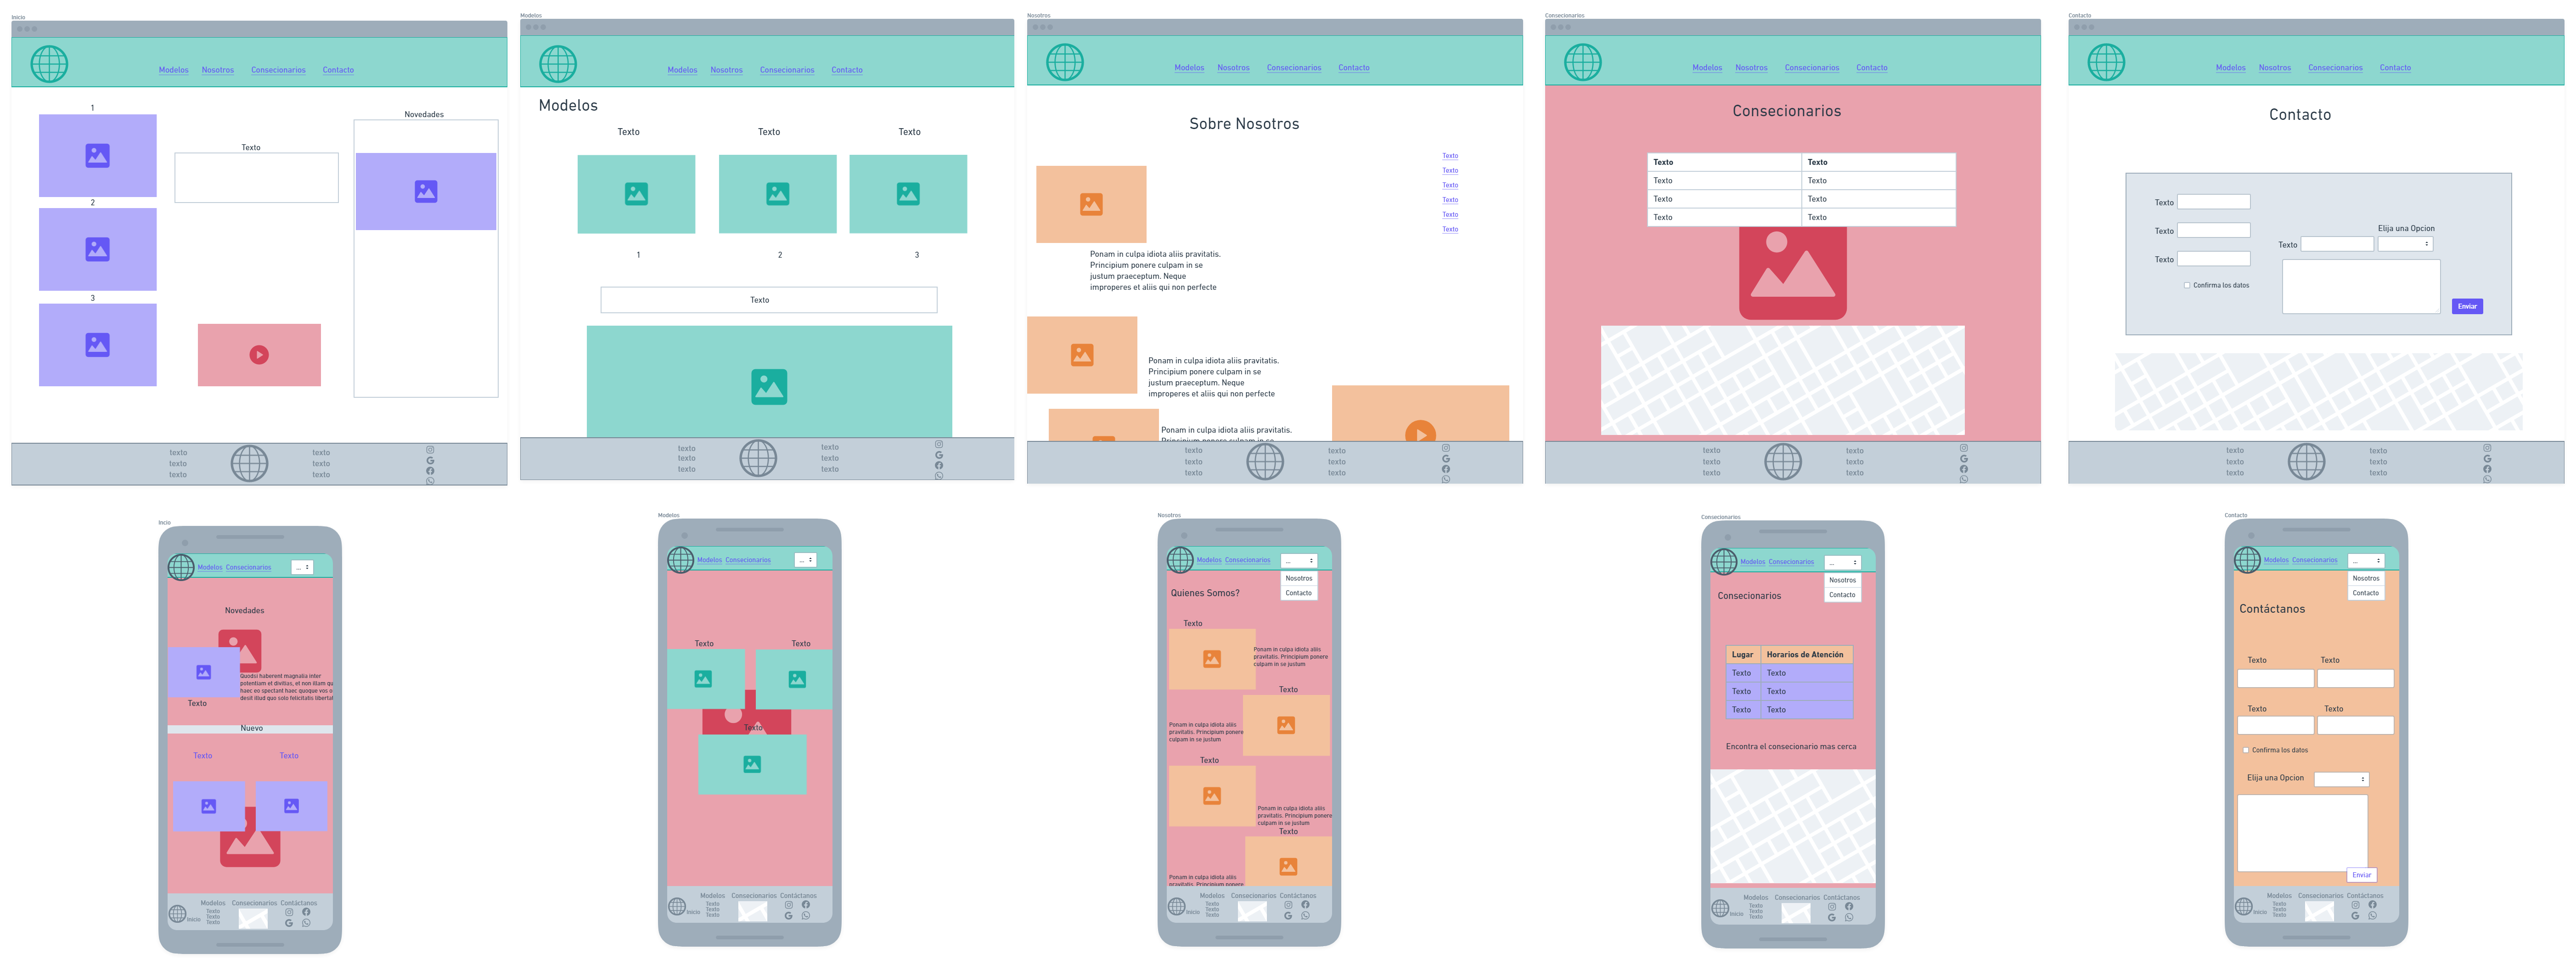 Inicio
Modelos Nosotros Consecionarios Contacto
1
Novedades
Texto
2
3
texto texto
texto texto
texto texto
Modelos
Modelos Nosotros Consecionarios Contacto
Modelos
Texto Texto Texto
1 2 3
Texto
texto texto
texto texto
texto texto
Nosotros
Modelos Nosotros Consecionarios Contacto
Sobre Nosotros
Texto
Texto
Texto
Texto
Texto
Texto
Ponam in culpa idiota aliis pravitatis.
Principium ponere culpam in se
justum praeceptum. Neque
improperes et aliis qui non perfecte
Ponam in culpa idiota aliis pravitatis.
Principium ponere culpam in se
justum praeceptum. Neque
improperes et aliis qui non perfecte
Ponam in culpa idiota aliis pravitatis.
Principium ponere culpam in se
texto texto
texto texto
texto texto
Consecionarios
Modelos Nosotros Consecionarios Contacto
Consecionarios
Texto Texto
Texto Texto
Texto Texto
Texto Texto
texto texto
texto texto
texto texto
Contacto
Modelos Nosotros Consecionarios Contacto
Contacto
Texto
Texto
Texto
Confirma los datos
Elija una Opcion
Texto
Enviar
texto texto
texto texto
texto texto
Incio
Modelos Consecionarios ...
Novedades
Quodsi haberent magnalia inter
potentiam et divitias, et non illam qu
haec eo spectant haec quoque vos o
desit illud quo solo felicitatis libertat
Texto
Nuevo
Texto Texto
Modelos Consecionarios Contáctanos
Inicio
Texto
Texto
Texto
Modelos
Modelos Consecionarios ...
Texto Texto
Texto
Modelos Consecionarios Contáctanos
Inicio
Texto
Texto
Texto
Nosotros
Modelos Consecionarios ...
Nosotros
Contacto
Quienes Somos?
Texto
Ponam in culpa idiota aliis
pravitatis. Principium ponere
culpam in se justum
Texto
Ponam in culpa idiota aliis
pravitatis. Principium ponere
culpam in se justum
Texto
Ponam in culpa idiota aliis
pravitatis. Principium ponere
culpam in se justum
Texto
Ponam in culpa idiota aliis
pravitatis. Principium ponere
Modelos Consecionarios Contáctanos
Inicio
Texto
Texto
Texto
Consecionarios
Modelos Consecionarios ...
Nosotros
Contacto
Consecionarios
Lugar Horarios de Atención
Texto Texto
Texto Texto
Texto Texto
Encontra el consecionario mas cerca
Modelos Consecionarios Contáctanos
Inicio
Texto
Texto
Texto
Contacto
Modelos Consecionarios ...
Nosotros
Contacto
Contáctanos
Texto Texto
Texto Texto
Confirma los datos
Elija una Opcion
Enviar
Modelos Consecionarios Contáctanos
Inicio
Texto
Texto
Texto